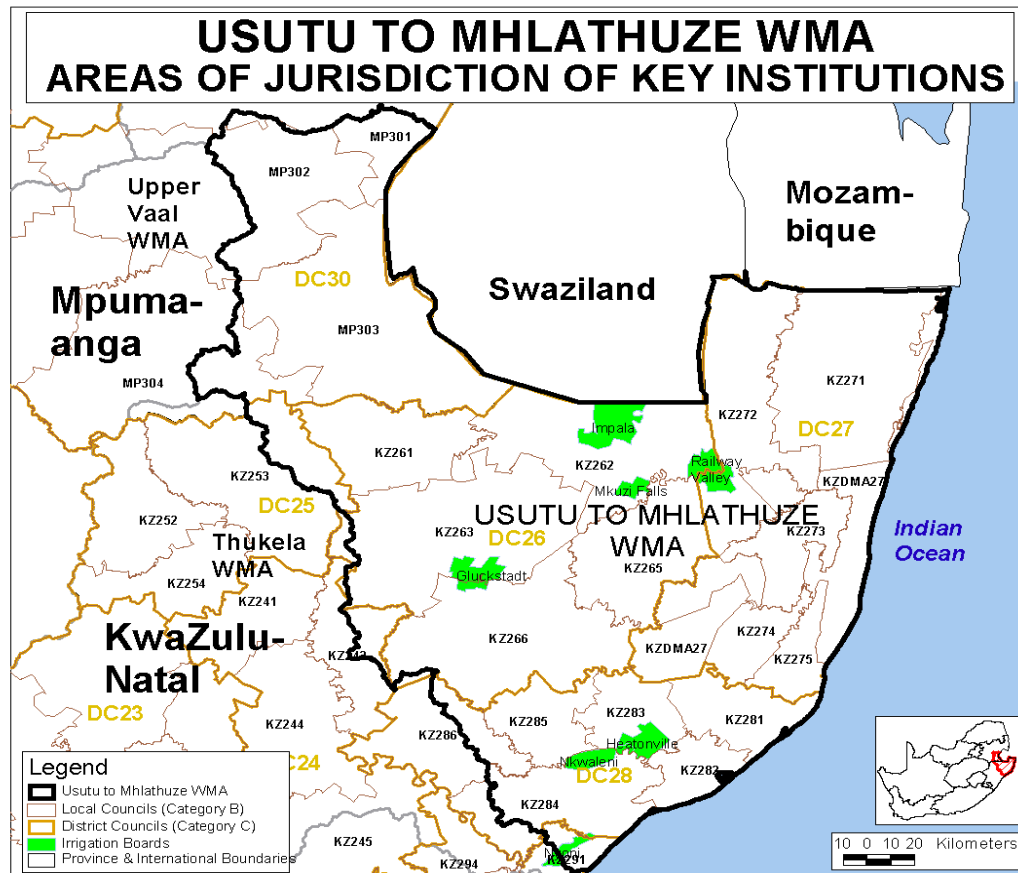 USUTU TO MHLATHUZE WMA
AREAS OF JURISDICTION OF KEY INSTITUTIONS
MP301
MP302
Upper
Vaal
WMA
Mozam-
bique
DC30
Swaziland
Mpuma-
anga
MP303
MP304
KZ271
KZ272
DC27
Impala
KZ261
KZ262
Railway
Valley
KZ253
KZDMA27
Mkuzi Falls
DC25
KZ252
USUTU TO MHLATHUZE
WMA
KZ263
DC26
KZ273
Indian
Ocean
Thukela
WMA
KZ265
Gluckstadt
KZ254
KZ241
KwaZulu-
Natal
KZ266
KZ274
KZDMA27
KZ275
DC23
KZ244
KZ286
KZ285
KZ283
KZ281
Heatonville
Nkwaleni
DC28
KZ284
KZ245
KZ294
KZ291
Legend
Usutu to Mhlathuze WMA
Local Councils (Category B)
District Councils (Category C)
Irrigation Boards
Province & International Boundaries
10 0 10 20 Kilometers